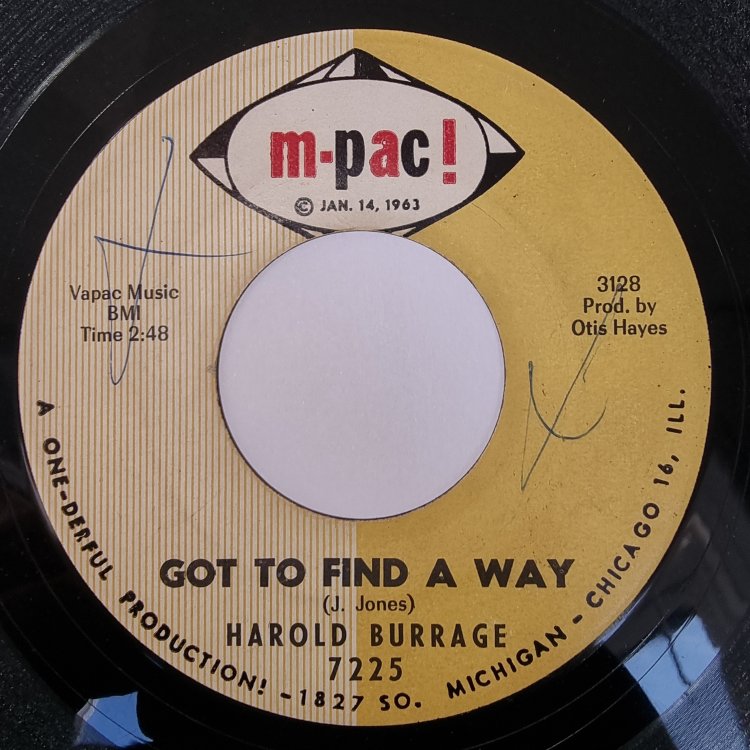 m-pac!
© JAN. 14, 1963
Vapac Music
BMI
Time 2:48
3128
Prod. by
Otis Hayes
GOT TO FIND A WAY
(J. Jones)
HAROLD BURRAGE
7225
A ONE-DERFUL PRODUCTION! -1827 SO. MICHIGAN - CHICAGO 16, ILL.